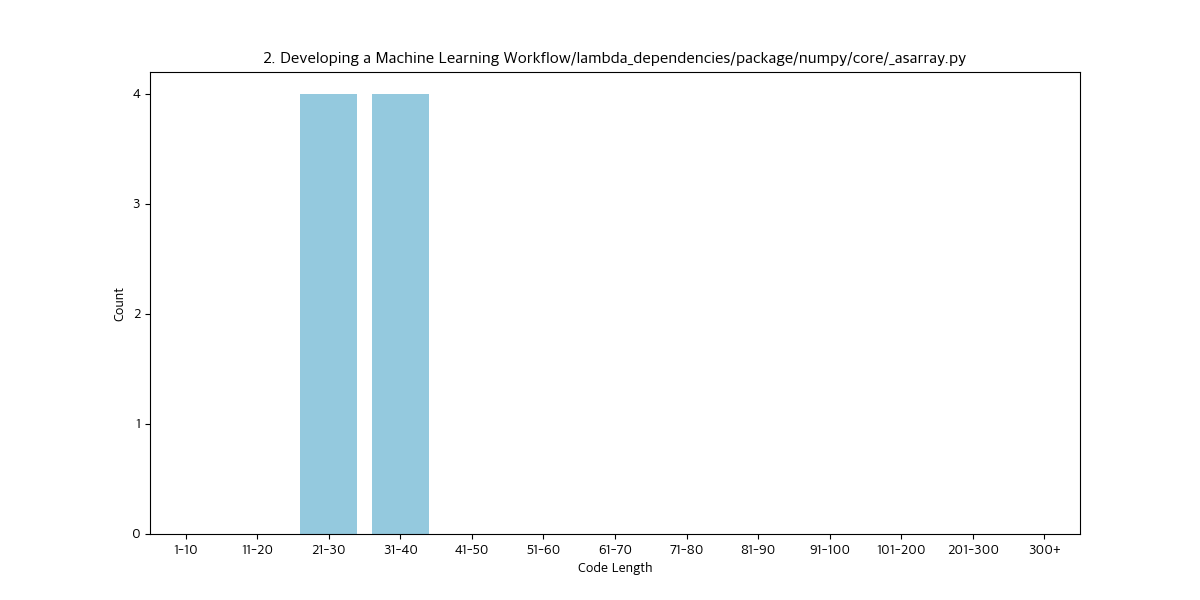 2. Developing a Machine Learning Workflow/lambda_dependencies/package/numpy/core/_asarray.py
4
3
2
1
0
Count
1-10 11-20 21-30 31-40 41-50 51-60 61-70 71-80 81-90 91-100 101-200 201-300 300+
Code Length